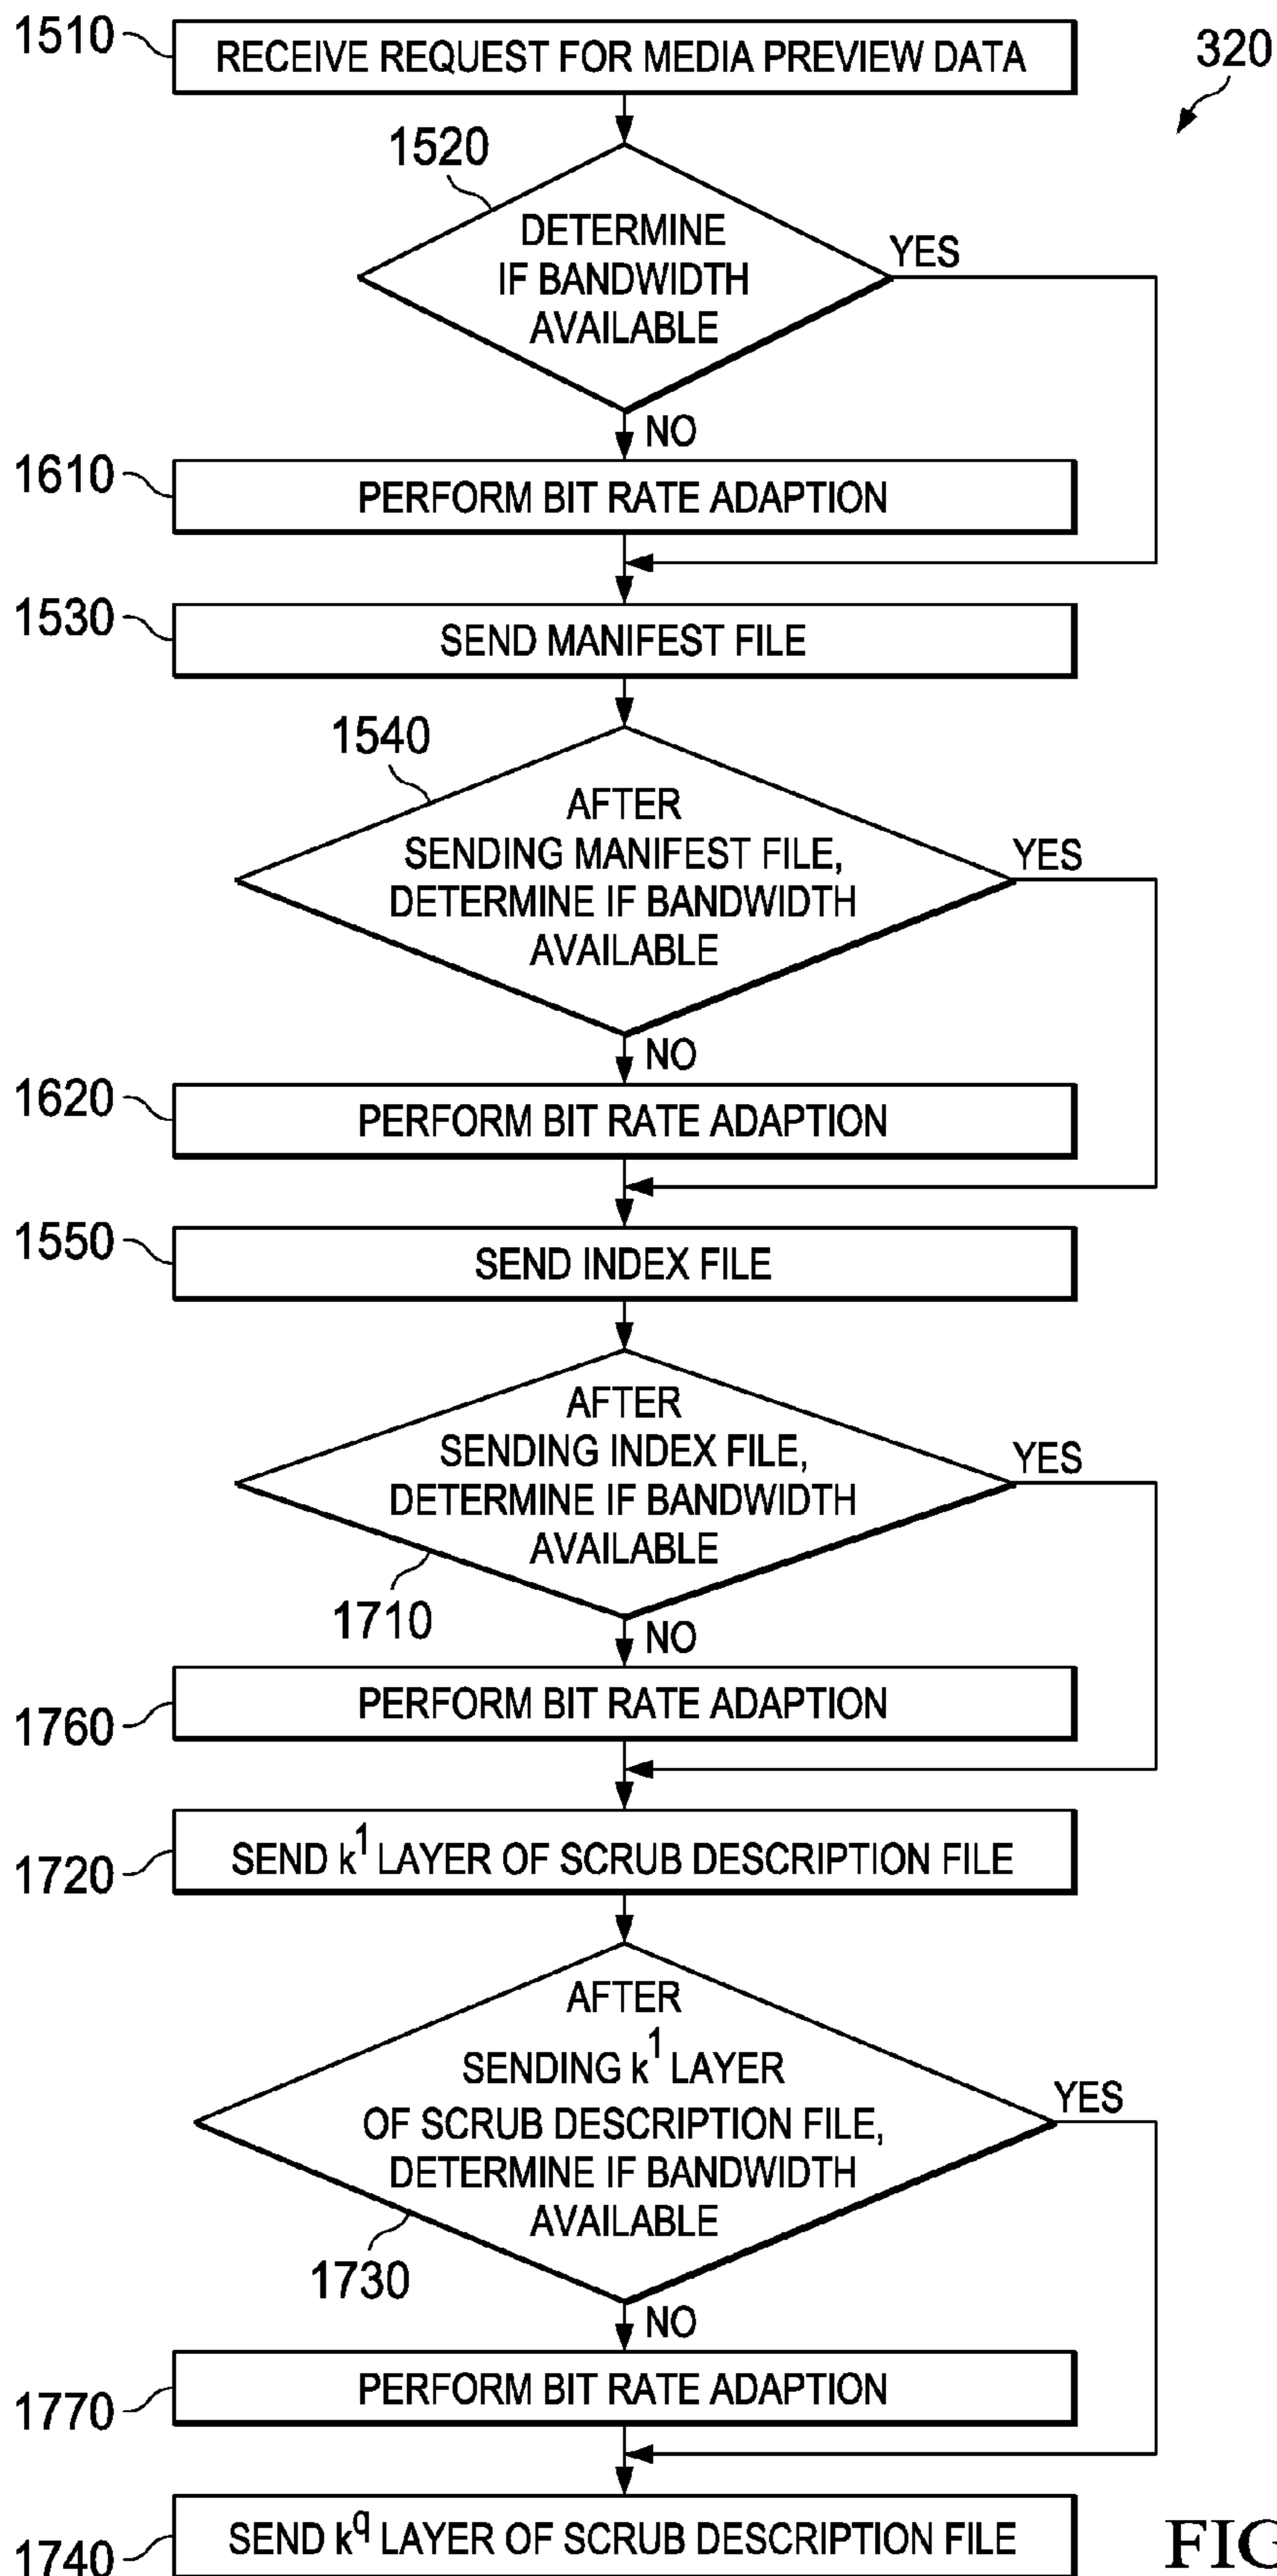 1510
RECEIVE REQUEST FOR MEDIA PREVIEW DATA
320
1520
DETERMINE
IF BANDWIDTH
AVAILABLE
YES
NO
1610
PERFORM BIT RATE ADAPTION
1530
SEND MANIFEST FILE
1540
AFTER
SENDING MANIFEST FILE,
DETERMINE IF BANDWIDTH
AVAILABLE
YES
NO
1620
PERFORM BIT RATE ADAPTION
1550
SEND INDEX FILE
AFTER
SENDING INDEX FILE,
DETERMINE IF BANDWIDTH
AVAILABLE
YES
1710
NO
1760
PERFORM BIT RATE ADAPTION
1720
SEND k¹ LAYER OF SCRUB DESCRIPTION FILE
AFTER
SENDING k¹ LAYER
OF SCRUB DESCRIPTION FILE,
DETERMINE IF BANDWIDTH
AVAILABLE
YES
1730
NO
1770
PERFORM BIT RATE ADAPTION
1740
SEND k^q LAYER OF SCRUB DESCRIPTION FILE